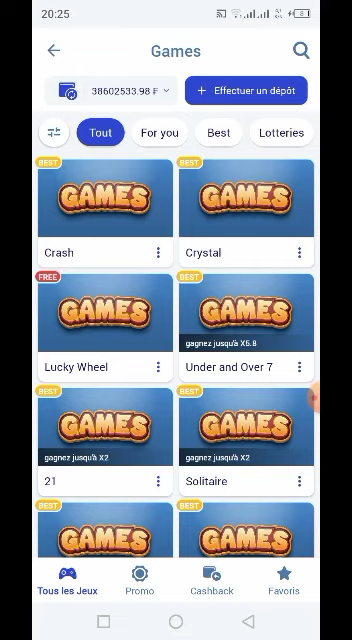 20:25
8
Games
38602533.98 ₣
+ Effectuer un dépôt
Tout
For you
Best
Lotteries
BEST
GAMES
Crash
BEST
GAMES
Crystal
FREE
GAMES
Lucky Wheel
BEST
GAMES
gagnez jusqu'à X5.8
Under and Over 7
BEST
GAMES
gagnez jusqu'à X2
21
BEST
GAMES
gagnez jusqu'à X2
Solitaire
BEST
GAMES
BEST
GAMES
Tous les Jeux
Promo
Cashback
Favoris